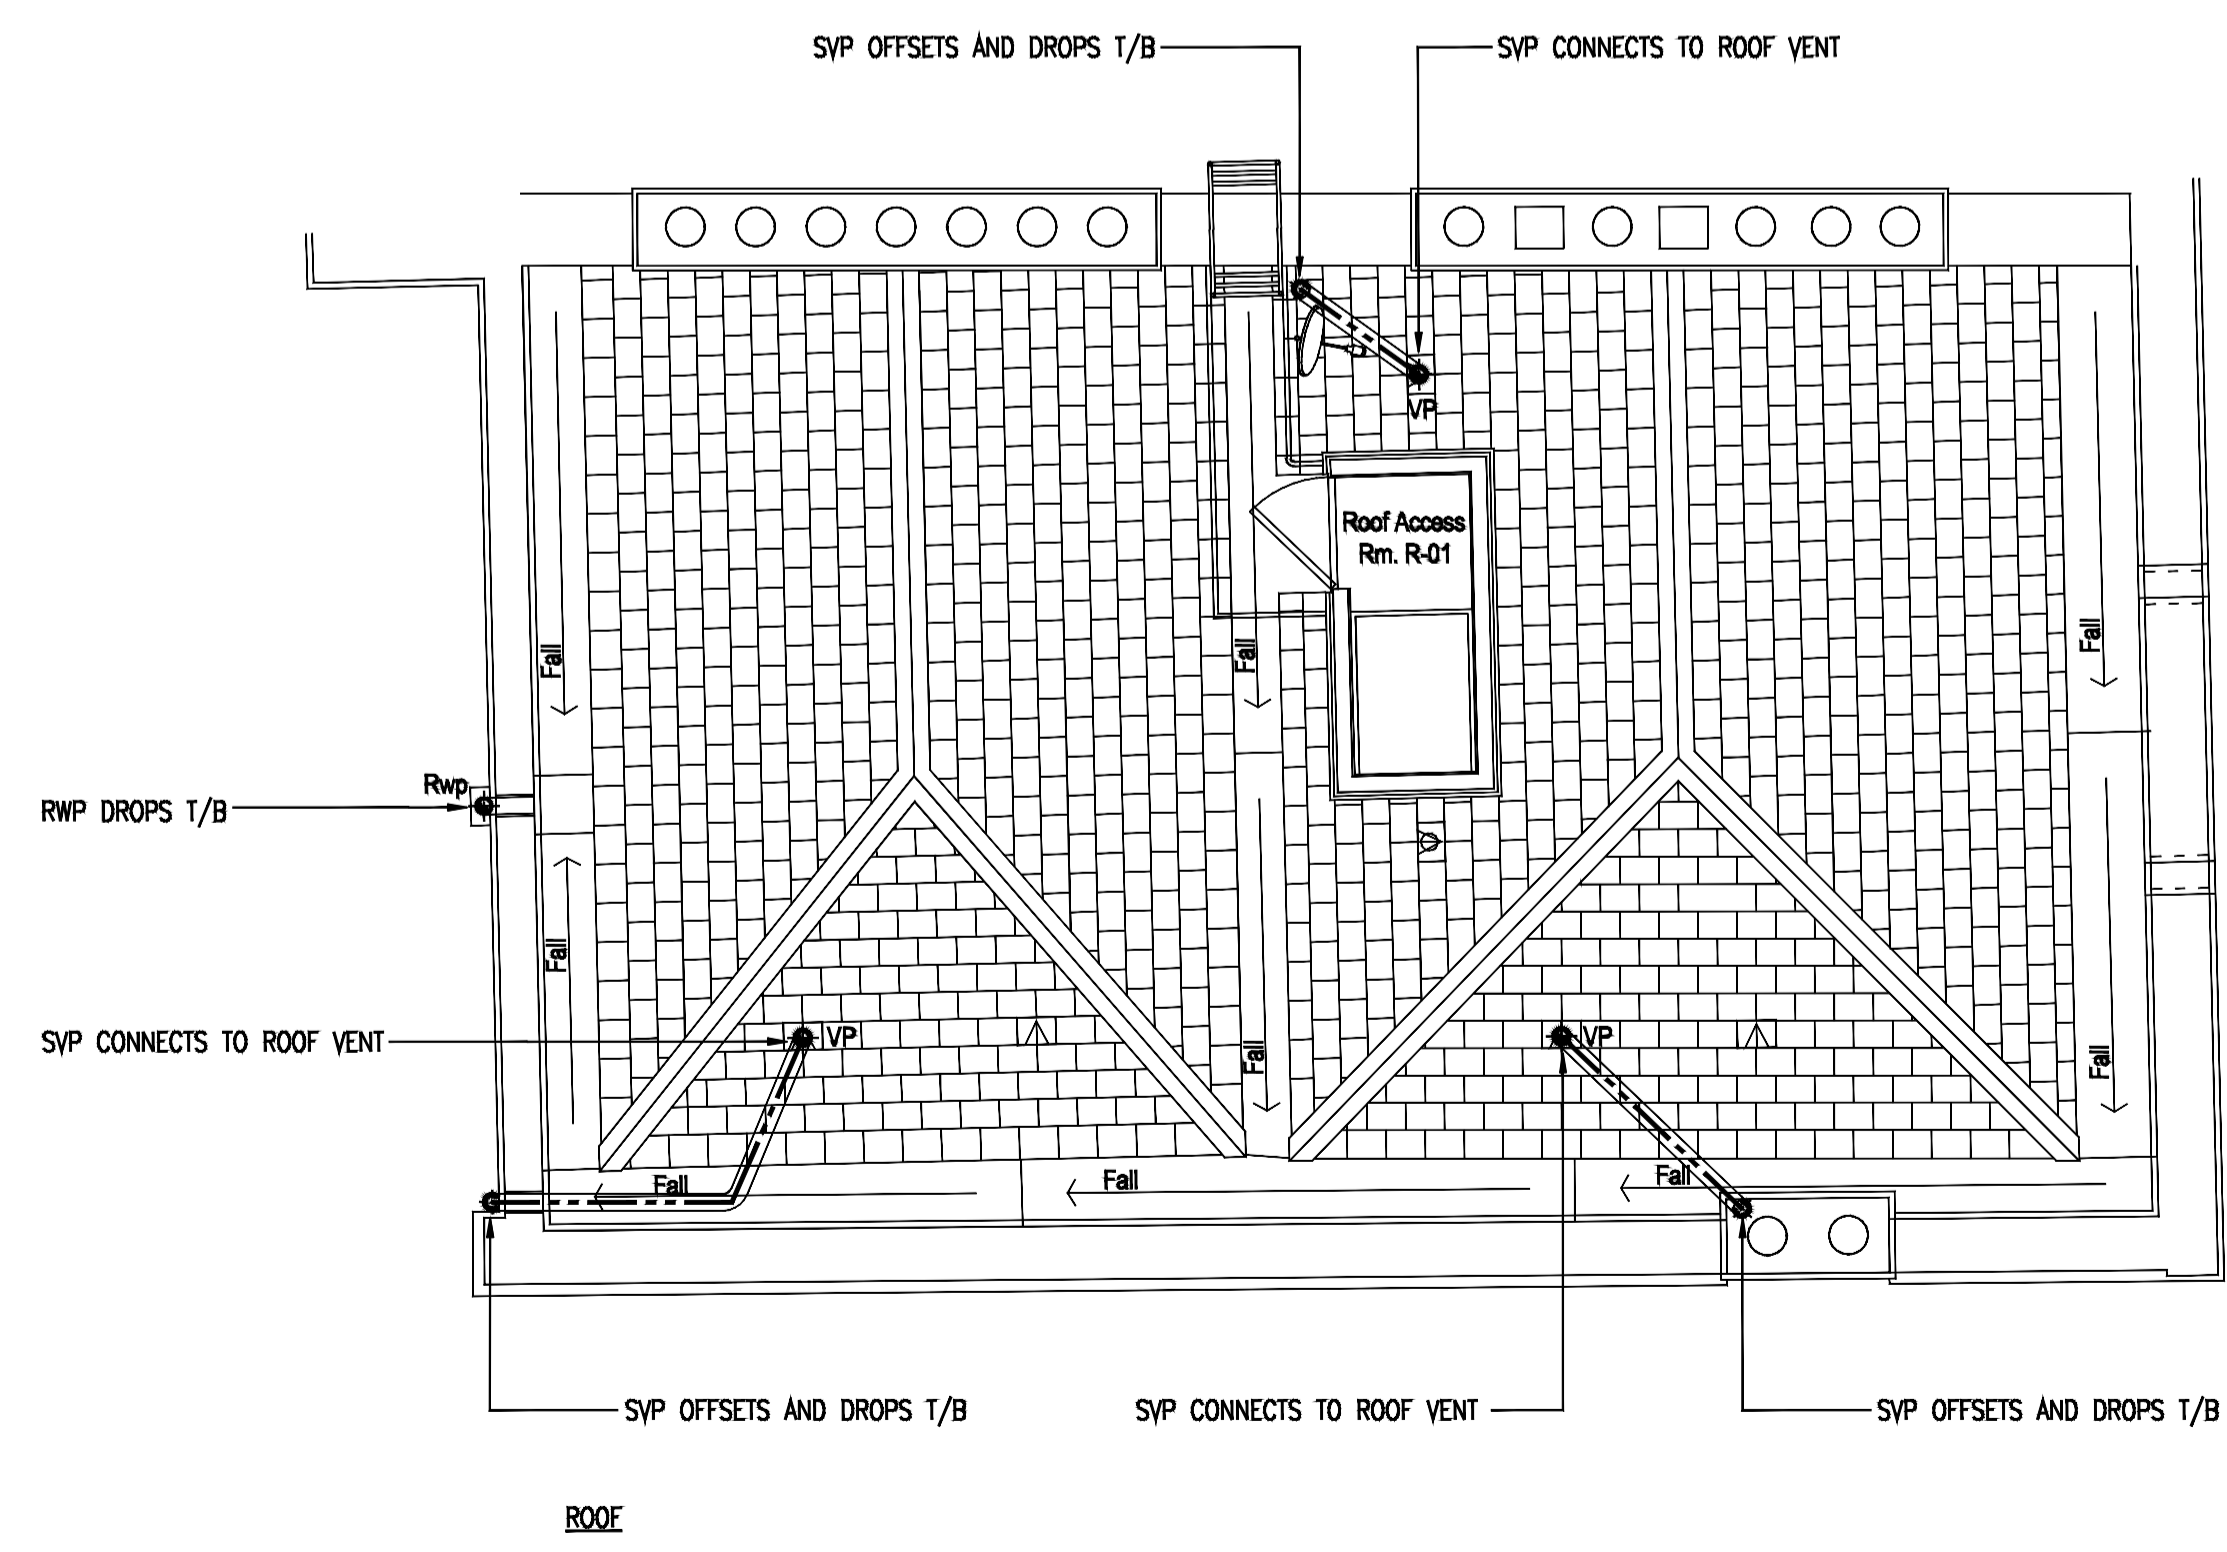 SVP OFFSETS AND DROPS T/B
SVP CONNECTS TO ROOF VENT
VP
Roof Access
Rm. R-01
Fall
Fall
Fall
Rwp
RWP DROPS T/B
Fall
SVP CONNECTS TO ROOF VENT
VP
VP
Fall
Fall
Fall
Fall
Fall
SVP OFFSETS AND DROPS T/B
SVP CONNECTS TO ROOF VENT
SVP OFFSETS AND DROPS T/B
ROOF